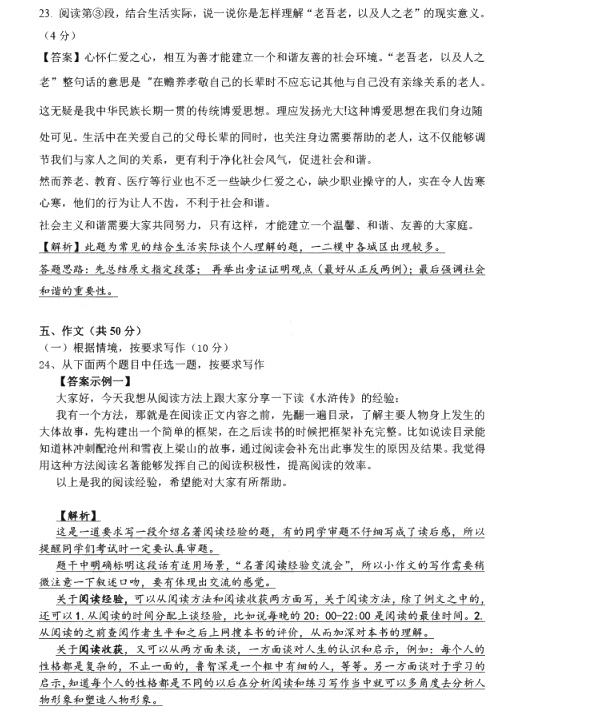 23. 阅读第③段，结合生活实际，说一说你是怎样理解“老吾老，以及人之老”的现实意义。
（4 分）
【答案】心怀仁爱之心，相互为善才能建立一个和谐友善的社会环境。“老吾老，以及人之
老”整句话的意思是 "在赡养孝敬自己的长辈时不应忘记其他与自己没有亲缘关系的老人。
这无疑是我中华民族长期一贯的传统博爱思想。理应发扬光大!这种博爱思想在我们身边随
处可见。生活中在关爱自己的父母长辈的同时，也关注身边需要帮助的老人，这不仅能够调
节我们与家人之间的关系，更有利于净化社会风气，促进社会和谐。
然而养老、教育、医疗等行业也不乏一些缺少仁爱之心，缺少职业操守的人，实在令人齿寒
心寒，他们的行为让人不齿，不利于社会和谐。
社会主义和谐需要大家共同努力，只有这样，才能建立一个温馨、和谐、友善的大家庭。
【解析】此题为常见的结合生活实际谈个人理解的题，一二模中各城区出现较多。
答题思路：先总结原文指定段落； 再举出旁证证明观点（最好从正反两例）；最后强调社会
和谐的重要性。
五、作文（共 50 分）
（一）根据情境，按要求写作（10 分）
24、从下面两个题目中任选一题，按要求写作
【答案示例一】
大家好，今天我想从阅读方法上跟大家分享一下读《水浒传》的经验:
我有一个方法，那就是在阅读正文内容之前，先翻一遍目录，了解主要人物身上发生的
大体故事，先构建出一个简单的框架，在之后读书的时候把框架补充完整。比如说读目录能
知道林冲刺配沧州和雪夜上梁山的故事，通过阅读会补充出此事发生的原因及结果。我觉得
用这种方法阅读名著能够发挥自己的阅读积极性，提高阅读的效率。
以上是我的阅读经验，希望能对大家有所帮助。
【解析】
这是一道要求写一段介绍名著阅读经验的题，有的同学审题不仔细写成了读后感，所以
提醒同学们考试时一定要认真审题。
题干中明确标明这段话有适用场景，“名著阅读经验交流会”，所以小作文的写作需要稍
微注意一下叙述口吻，要有体现出交流的感觉。
关于阅读经验，可以从阅读方法和阅读收获两方面写，关于阅读方法，除了例文之中的，
还可以 1.从阅读的时间分配上谈经验，比如说每晚的 20：00-22:00 是阅读的最佳时间。2.
从阅读的之前查阅作者生平和之后上网搜本书的评价，从而加深对本书的理解。
关于阅读收获，又可以从两方面来谈，一方面谈对人生的认识和启示，例如：每个人的
性格都是复杂的，不止一面的，鲁智深是一个粗中有细的人，等等。另一方面谈对于学习的
启示,知道每个人的性格都是不同的以后在分析阅读和练习写作当中就可以多角度去分析人
物形象和塑造人物形象。